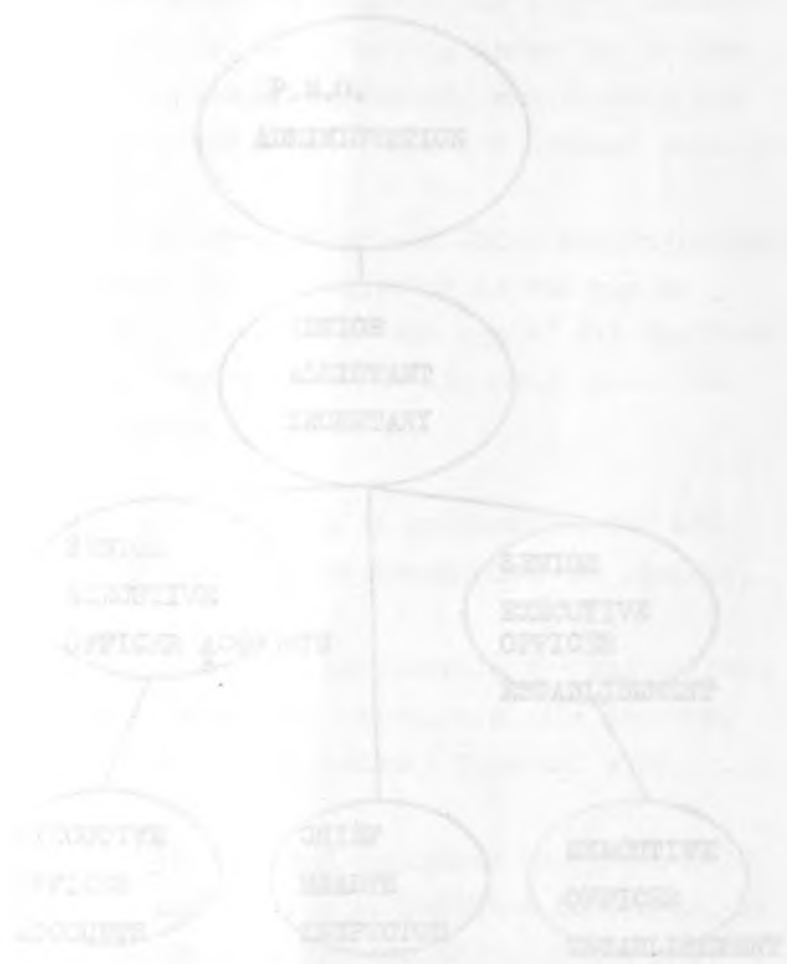 ADMINISTRATION
SENIOR
ASSISTANT
SECRETARY
SENIOR
EXECUTIVE
OFFICER ACCOUNTS
SENIOR
EXECUTIVE
OFFICER
ESTABLISHMENT
EXECUTIVE
OFFICER
ACCOUNTS
CHIEF
HEALTH
INSPECTOR
EXECUTIVE
OFFICER
ESTABLISHMENT